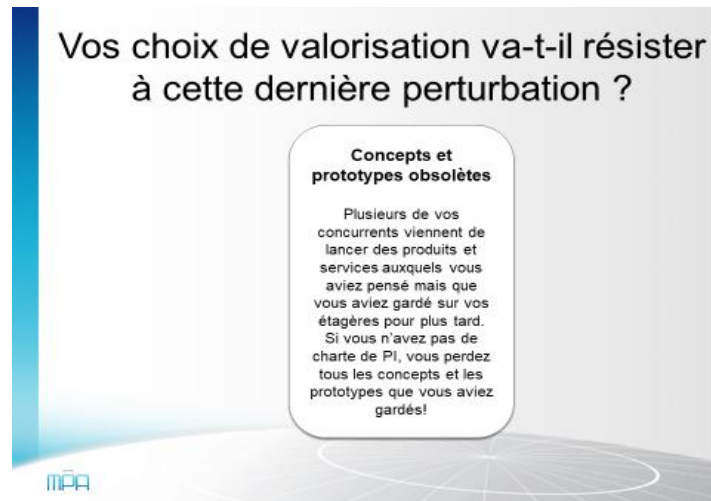 Vos choix de valorisation va-t-il résister
à cette dernière perturbation ?
Concepts et
prototypes obsolètes
Plusieurs de vos
concurrents viennent de
lancer des produits et
services auxquels vous
aviez pensé mais que
vous aviez gardé sur vos
étagères pour plus tard.
Si vous n’avez pas de
charte de PI, vous perdez
tous les concepts et les
prototypes que vous aviez
gardés!
mpa